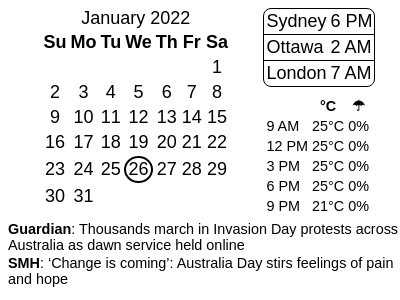 January 2022
Su Mo Tu We Th Fr Sa
1
2 3 4 5 6 7 8
9 10 11 12 13 14 15
16 17 18 19 20 21 22
23 24 25 26 27 28 29
30 31
Sydney 6 PM
Ottawa 2 AM
London 7 AM
°C ☂
9 AM 25°C 0%
12 PM 25°C 0%
3 PM 25°C 0%
6 PM 25°C 0%
9 PM 21°C 0%
Guardian: Thousands march in Invasion Day protests across
Australia as dawn service held online
SMH: ‘Change is coming’: Australia Day stirs feelings of pain
and hope